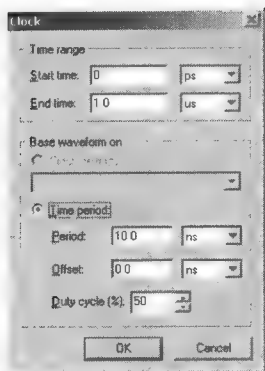 Clock
Time range
Start time: 0 ps
End time: 1.0 us
Base waveform on
Time period:
Period: 10.0 ns
Offset: 0.0 ns
Duty cycle (%): 50
OK Cancel